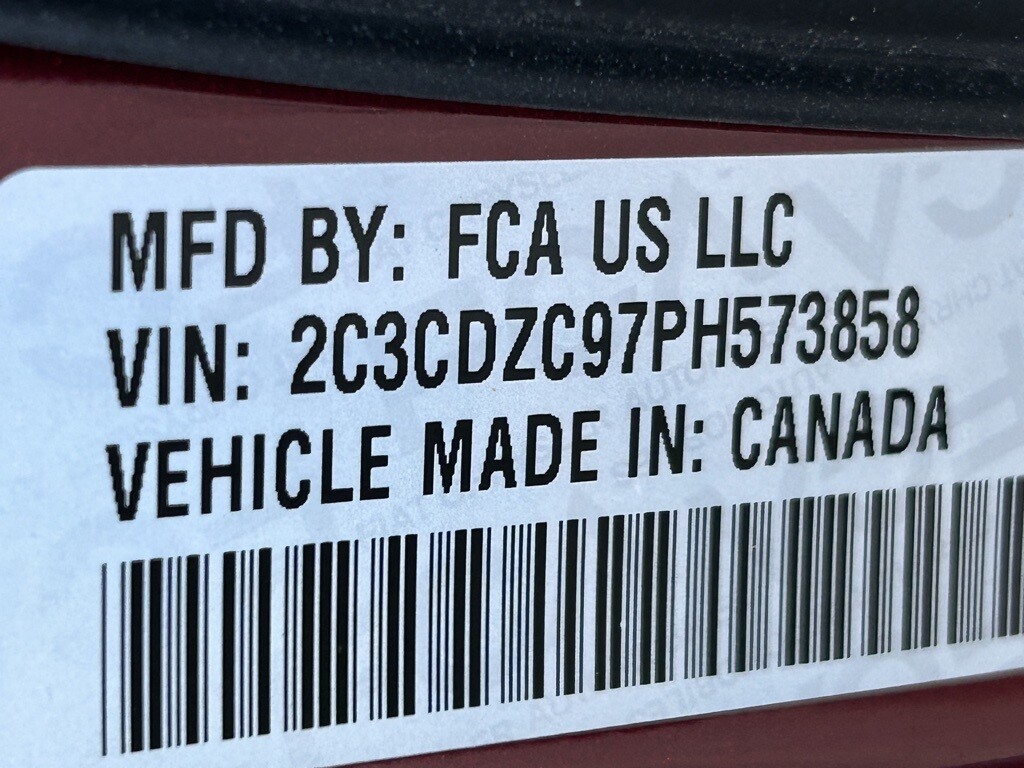 MFD BY: FCA US LLC
VIN: 2C3CDZC97PH573858
VEHICLE MADE IN: CANADA